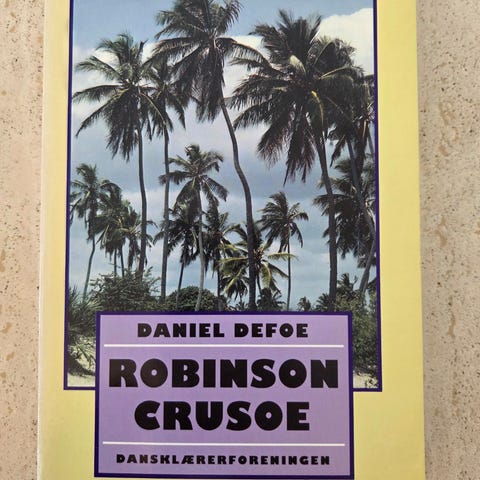 DANIEL DEFOE
ROBINSON
CRUSOE
DANSKLÆRERFORENINGEN